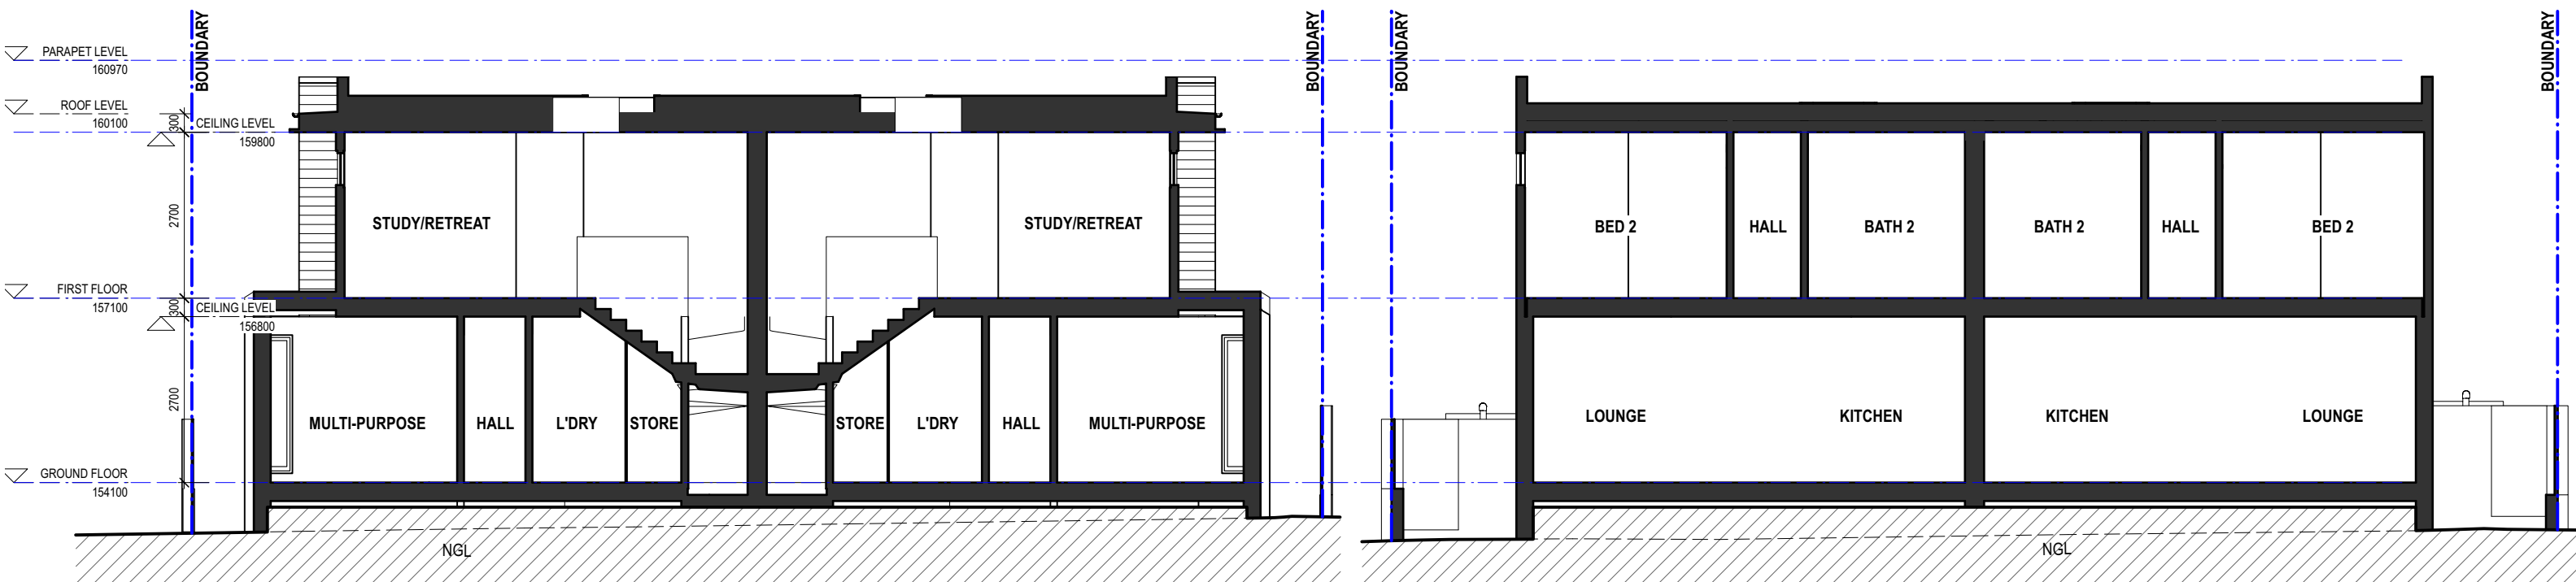 BOUNDARY
BOUNDARY
BOUNDARY
BOUNDARY
PARAPET LEVEL
160970
ROOF LEVEL
160100
300
CEILING LEVEL
159800
2700
STUDY/RETREAT
STUDY/RETREAT
BED 2
HALL
BATH 2
BATH 2
HALL
BED 2
FIRST FLOOR
157100
300
CEILING LEVEL
156800
2700
MULTI-PURPOSE
HALL
L'DRY
STORE
STORE
L'DRY
HALL
MULTI-PURPOSE
LOUNGE
KITCHEN
KITCHEN
LOUNGE
GROUND FLOOR
154100
NGL
NGL